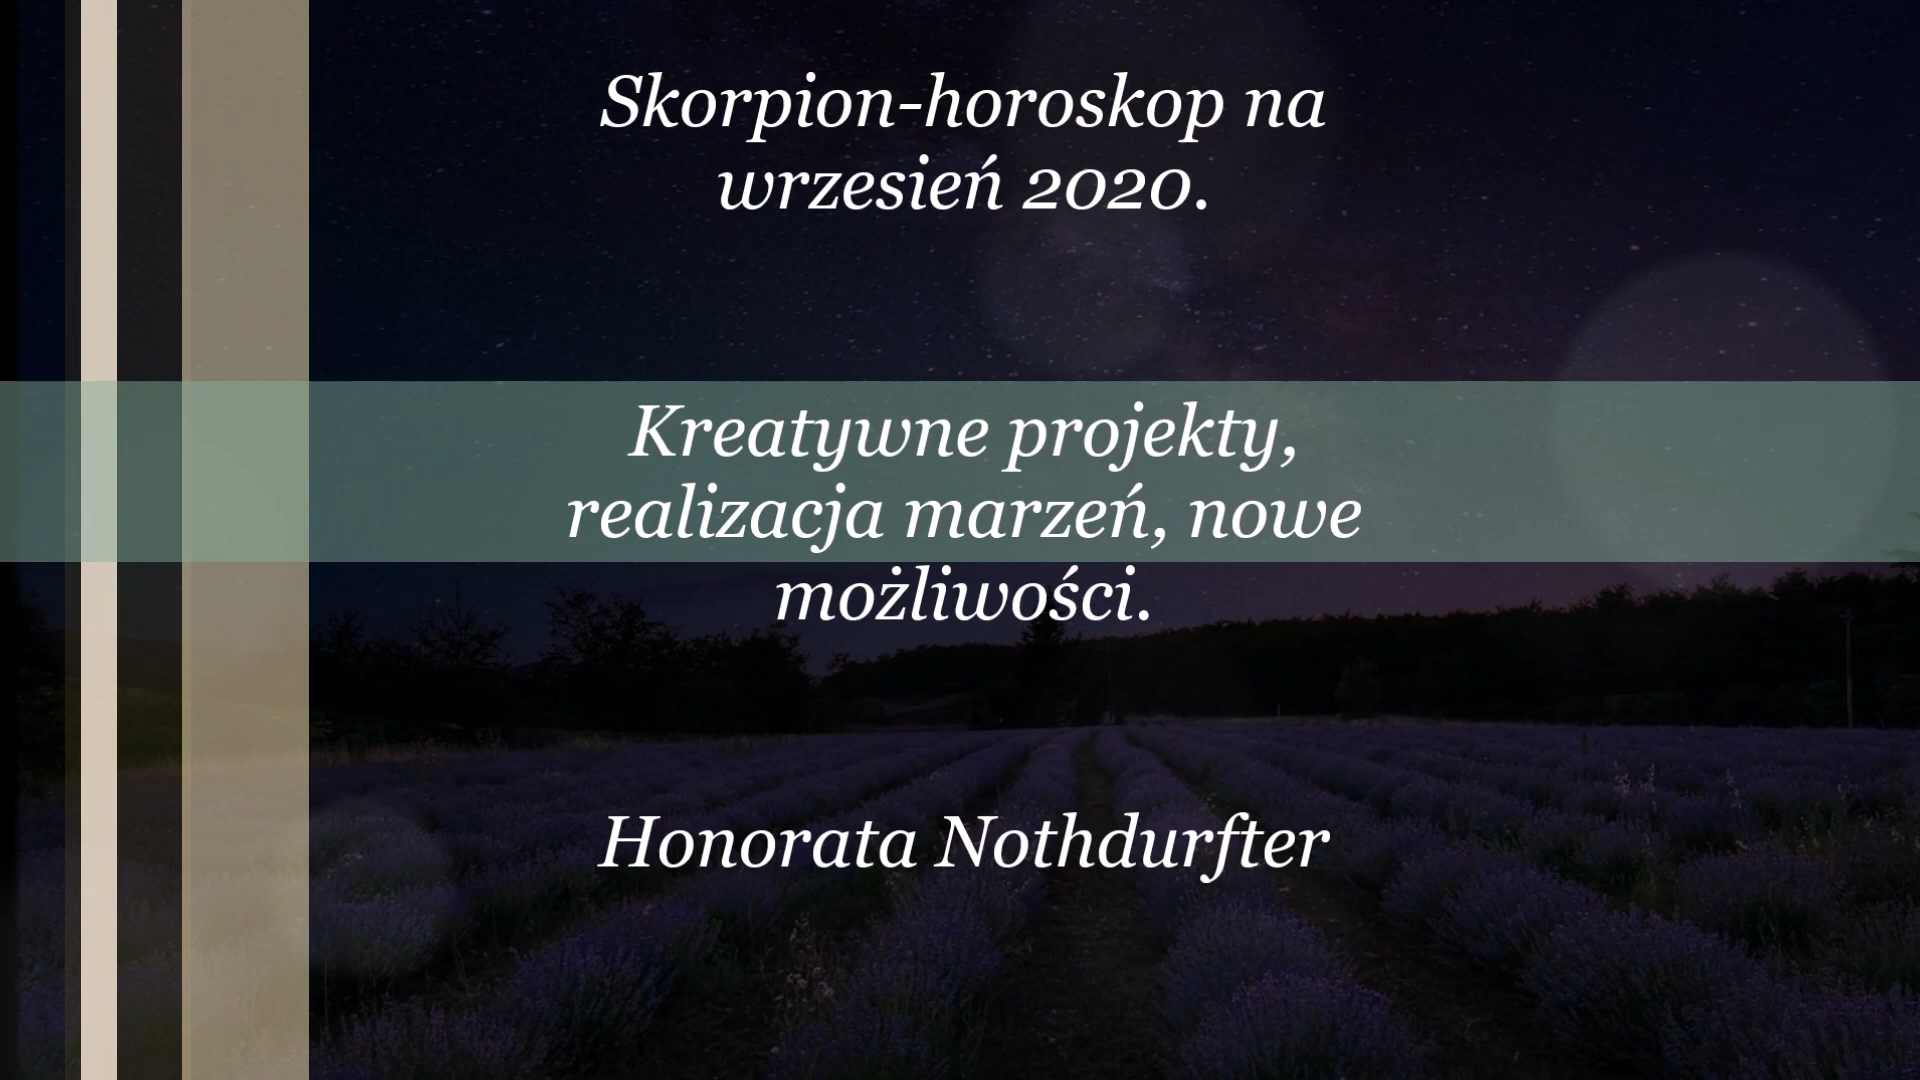 Skorpion-horoskop na
wrzesień 2020.
Kreatywne projekty,
realizacja marzeń, nowe
możliwości.
Honorata Nothdurfter